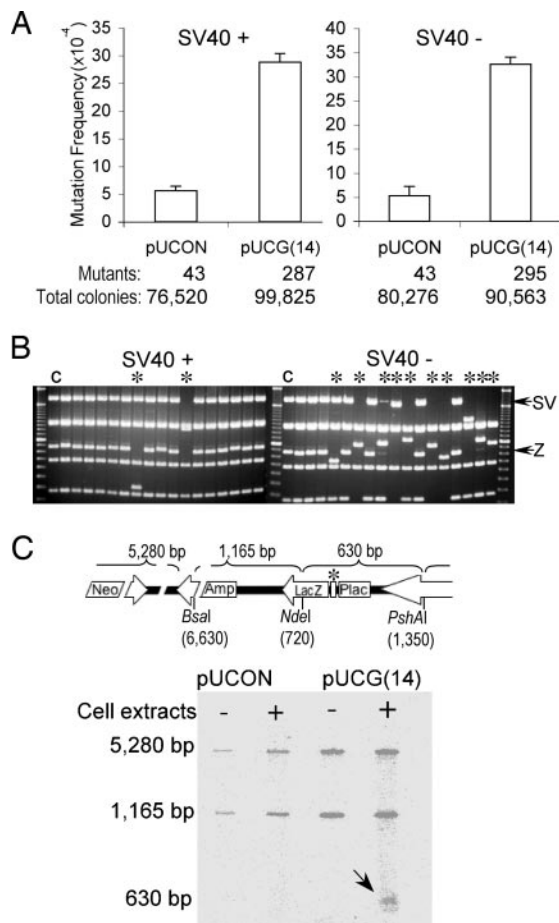 A
SV40 + SV40 -
Mutation Frequency(x10⁻⁴)
35
30
25
20
15
10
5
0
40
35
30
25
20
15
10
5
0
pUCON pUCG(14) pUCON pUCG(14)
Mutants: 43 287 43 295
Total colonies: 76,520 99,825 80,276 90,563
B
SV40 + SV40 -
C * * C * * * * * * * * * *
SV
Z
C
5,280 bp 1,165 bp 630 bp
*
Neo Amp LacZ Plac
BsaI NdeI PshAI
(6,630) (720) (1,350)
pUCON pUCG(14)
Cell extracts - + - +
5,280 bp
1,165 bp
630 bp